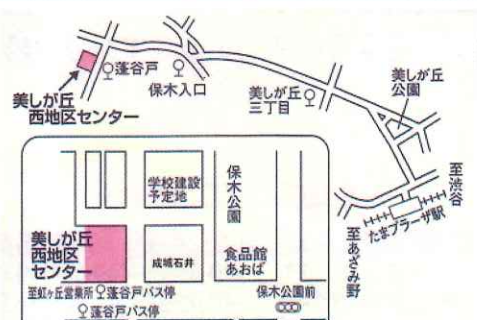 蓬谷戸
保木入口
美しが丘
西地区センター
美しが丘
三丁目
美しが丘
公園
至渋谷
たまプラーザ駅
至あざみ野
学校建設
予定地
保木公園
美しが丘
西地区
センター
成城石井
食品館
あおば
至虹ヶ丘営業所
蓬谷戸バス停
保木公園前
蓬谷戸バス停